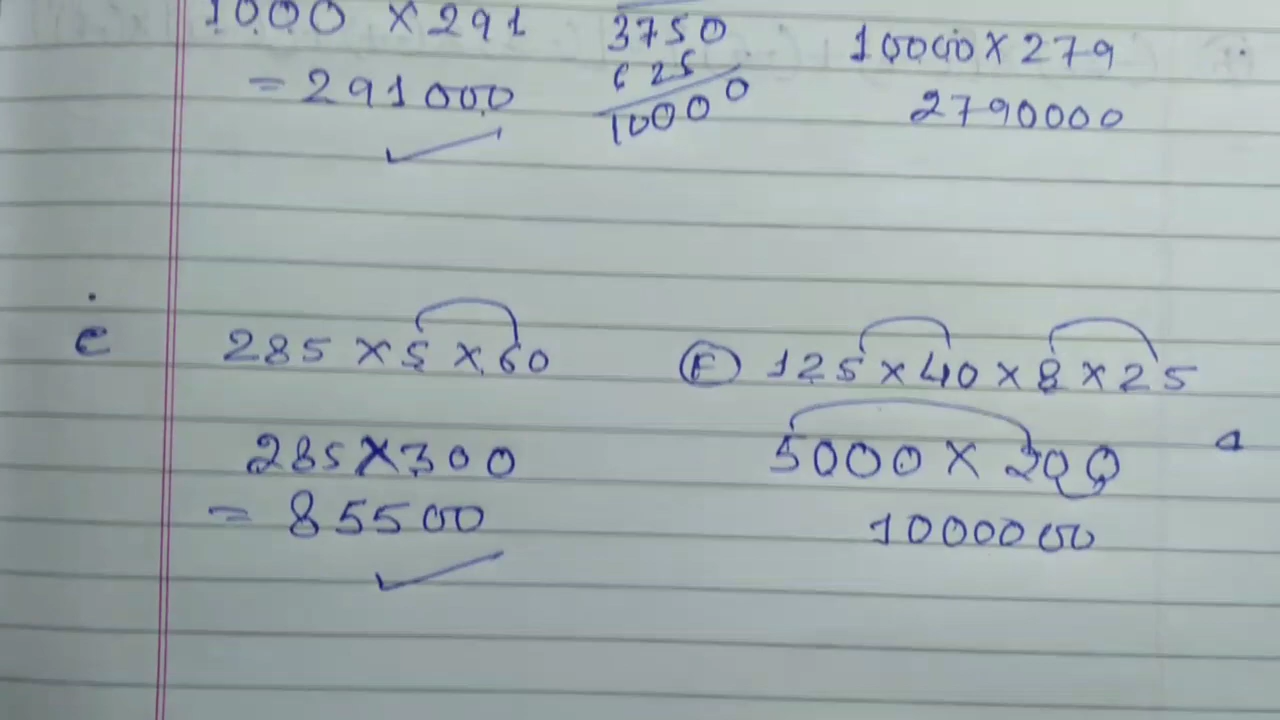 1000 × 291
= 291000
3750
625
10000
10000 × 279
2790000
e 285 × 5 × 60
285 × 300
= 85500
F 125 × 40 × 8 × 25
5000 × 200
1000000